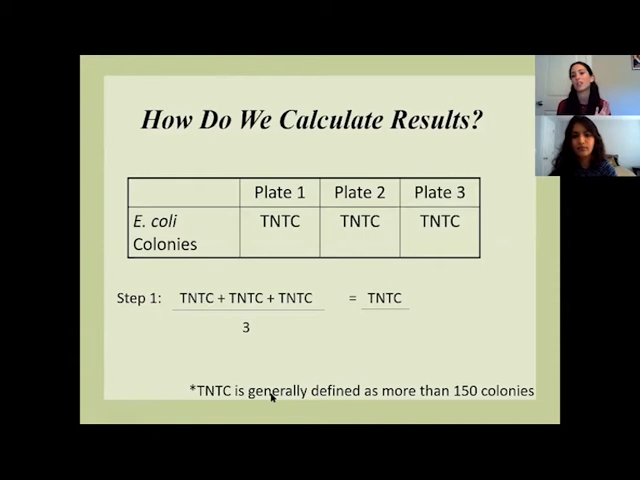 How Do We Calculate Results?
Plate 1 Plate 2 Plate 3
E. coli TNTC TNTC TNTC
Colonies
Step 1: TNTC + TNTC + TNTC = TNTC
3
*TNTC is generally defined as more than 150 colonies